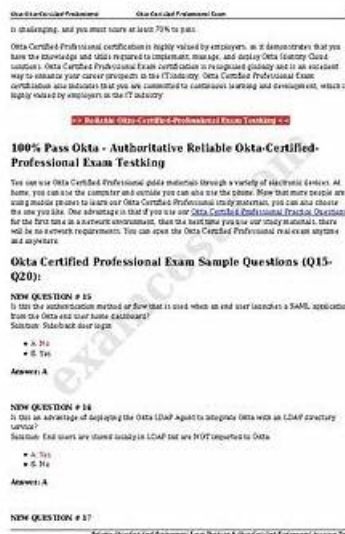 Okta-Certified-Professional Okta Certified Professional Exam
is challenging, and you must score at least 70% to pass.
Okta Certified Professional certification is highly valued by employers, as it demonstrates that you
have the knowledge and skills required to implement, manage, and deploy Okta Identity Cloud
solutions. Okta Certified Professional Exam certification is recognized globally and is an excellent
way to enhance your career prospects in the IT industry. Okta Certified Professional Exam
certification also indicates that you are committed to continuous learning and development, which is
highly valued by employers in the IT industry.
>> Reliable Okta-Certified-Professional Exam Testking <<
100% Pass Okta - Authoritative Reliable Okta-Certified-
Professional Exam Testking
You can use Okta Certified Professional guide materials through a variety of electronic devices. At
home, you can use the computer and outside you can also use the phone. Now that more people are
using mobile phones to learn our Okta Certified Professional study materials, you can also choose
the one you like. One advantage is that if you use our Okta Certified Professional Practice Questions
for the first time in a network environment, then the next time you use our study materials, there
will be no network requirements. You can open the Okta Certified Professional real exam anytime
and anywhere.
Okta Certified Professional Exam Sample Questions (Q15-
Q20):
NEW QUESTION # 15
Is this the authentication method or flow that is used when an end user launches a SAML application
from the Okta end user home dashboard?
Solution: Side-back door login
A. No
B. Yes
Answer: A
NEW QUESTION # 16
Is this an advantage of deploying the Okta LDAP Agent to integrate Okta with an LDAP directory
service?
Solution: End users are stored locally in LDAP but are NOT imported to Okta
A. Yes
B. No
Answer: A
NEW QUESTION # 17